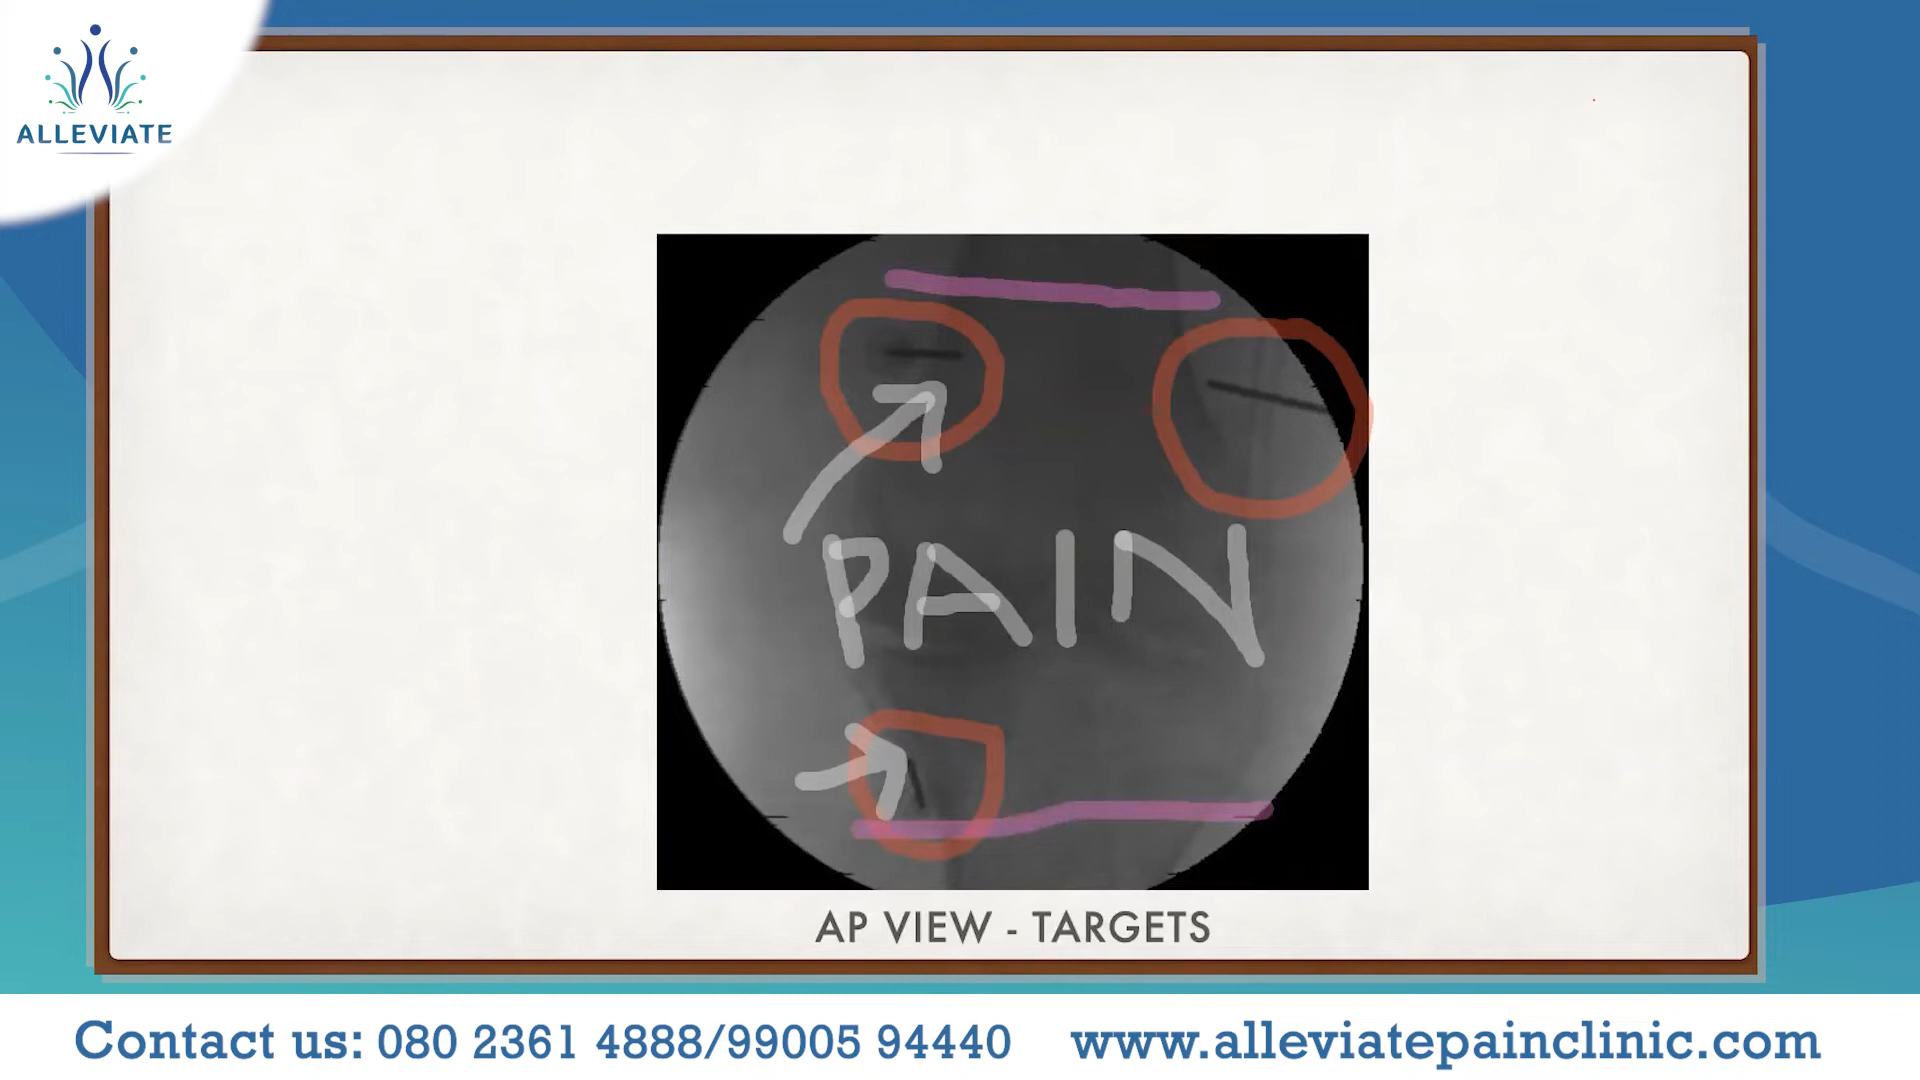 ALLEVIATE
PAIN
AP VIEW - TARGETS
Contact us: 080 2361 4888/99005 94440 www.alleviatepainclinic.com